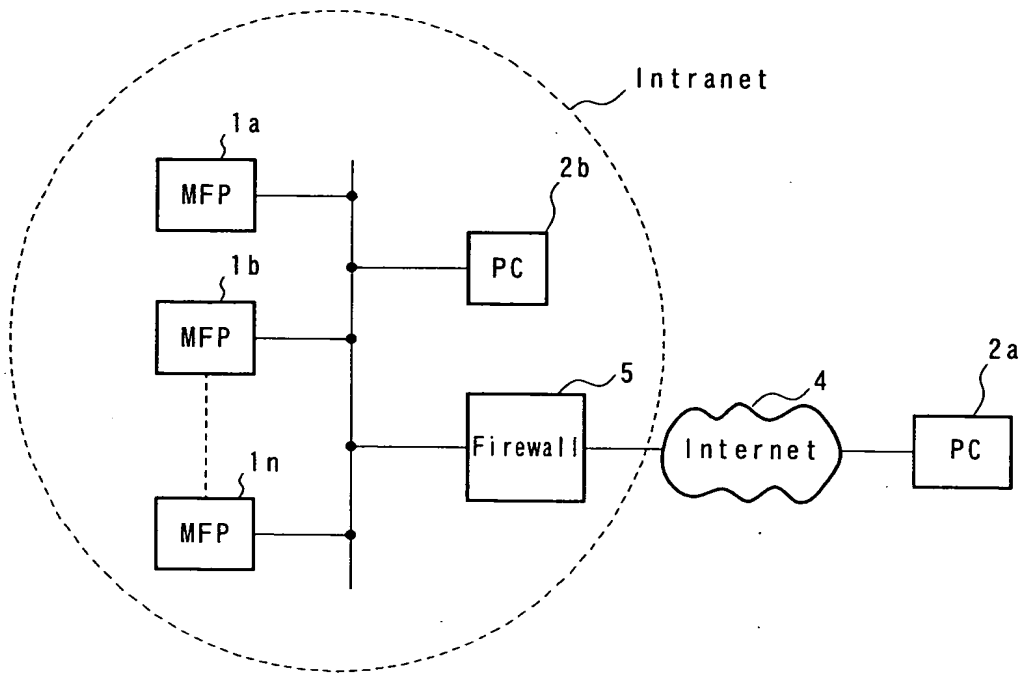 Intranet
1a
MFP
2b
PC
1b
MFP
2a
PC
5
Firewall
4
Internet
1n
MFP